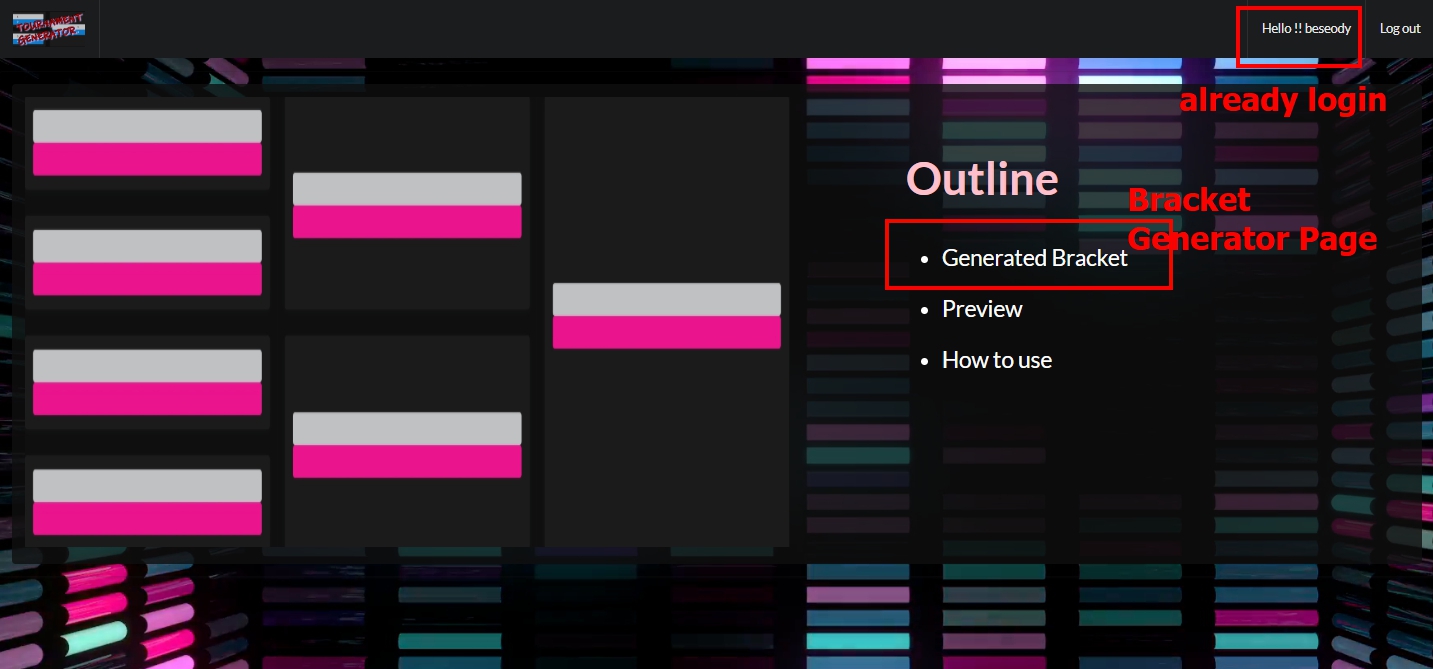 TOURNAMENT
GENERATOR
Hello !! beseody
Log out
already login
Outline
Bracket
Generator Page
• Generated Bracket
• Preview
• How to use